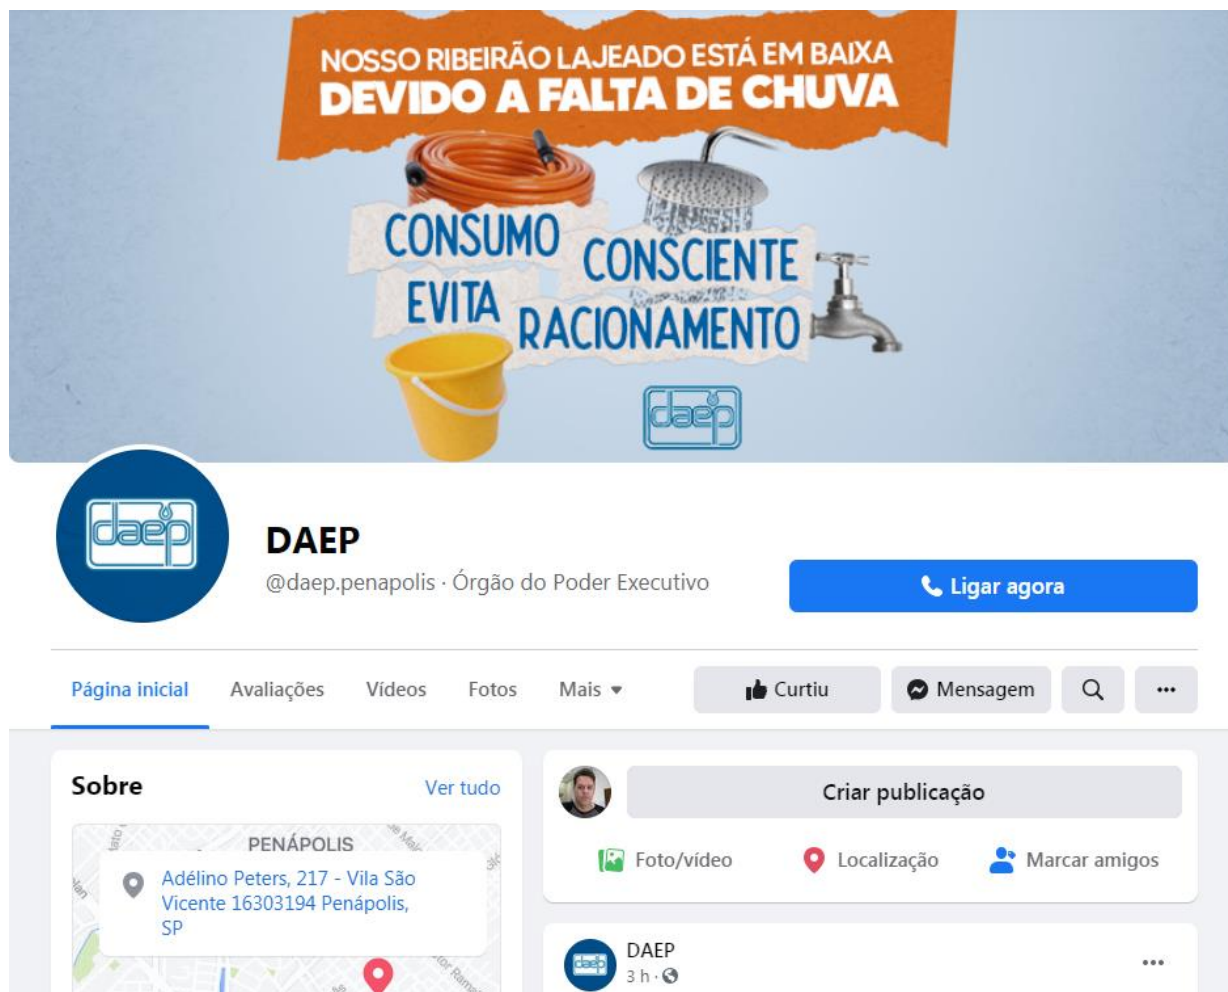 NOSSO RIBEIRÃO LAJEADO ESTÁ EM BAIXA
DEVIDO A FALTA DE CHUVA
CONSUMO CONSCIENTE
EVITA RACIONAMENTO
daep
daep
DAEP
@daep.penapolis · Órgão do Poder Executivo
Ligar agora
Página inicial Avaliações Vídeos Fotos Mais Curtiu Mensagem
Sobre
Ver tudo
PENÁPOLIS
Adélino Peters, 217 - Vila São
Vicente 16303194 Penápolis,
SP
Criar publicação
Foto/vídeo Localização Marcar amigos
daep
DAEP
3 h ·